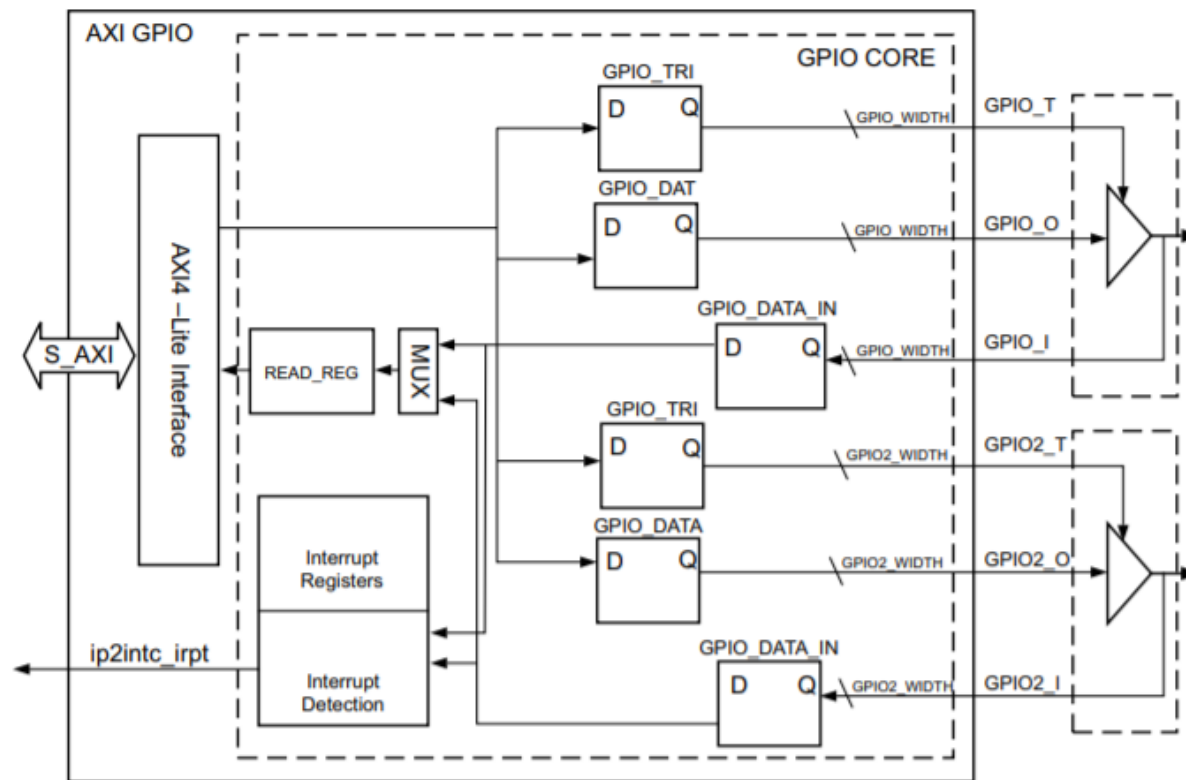 AXI GPIO
GPIO CORE
GPIO_TRI
D Q
GPIO_WIDTH
GPIO_T
GPIO_DAT
D Q
GPIO_WIDTH
GPIO_O
AXI4 –Lite Interface
S_AXI
READ_REG
MUX
GPIO_DATA_IN
D Q
GPIO_WIDTH
GPIO_I
GPIO_TRI
D Q
GPIO2_WIDTH
GPIO2_T
GPIO_DATA
D Q
GPIO2_WIDTH
GPIO2_O
Interrupt
Registers
Interrupt
Detection
ip2intc_irpt
GPIO_DATA_IN
D Q
GPIO2_WIDTH
GPIO2_I